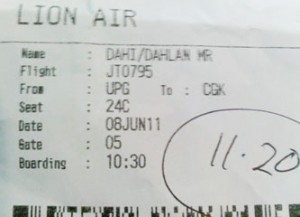 LION AIR
Name : DAHI/DAHLAN MR
Flight : JT0795
From : UPG To : CGK
Seat : 24C
Date : 08JUN11
Gate : 05
Boarding : 10:30
11.20